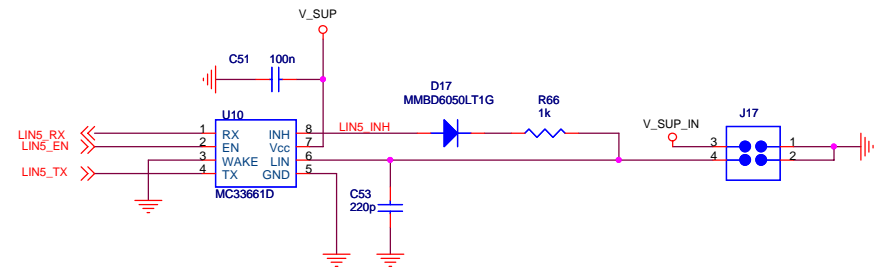 V_SUP
C51 100n
D17
MMBD6050LT1G
R66
1k
J17
U10
V_SUP_IN
LIN5_RX
LIN5_EN
LIN5_TX
1 RX INH 8 LIN5_INH
2 EN Vcc 7
3 WAKE LIN 6
4 TX GND 5
MC33661D
3 1
4 2
C53
220p